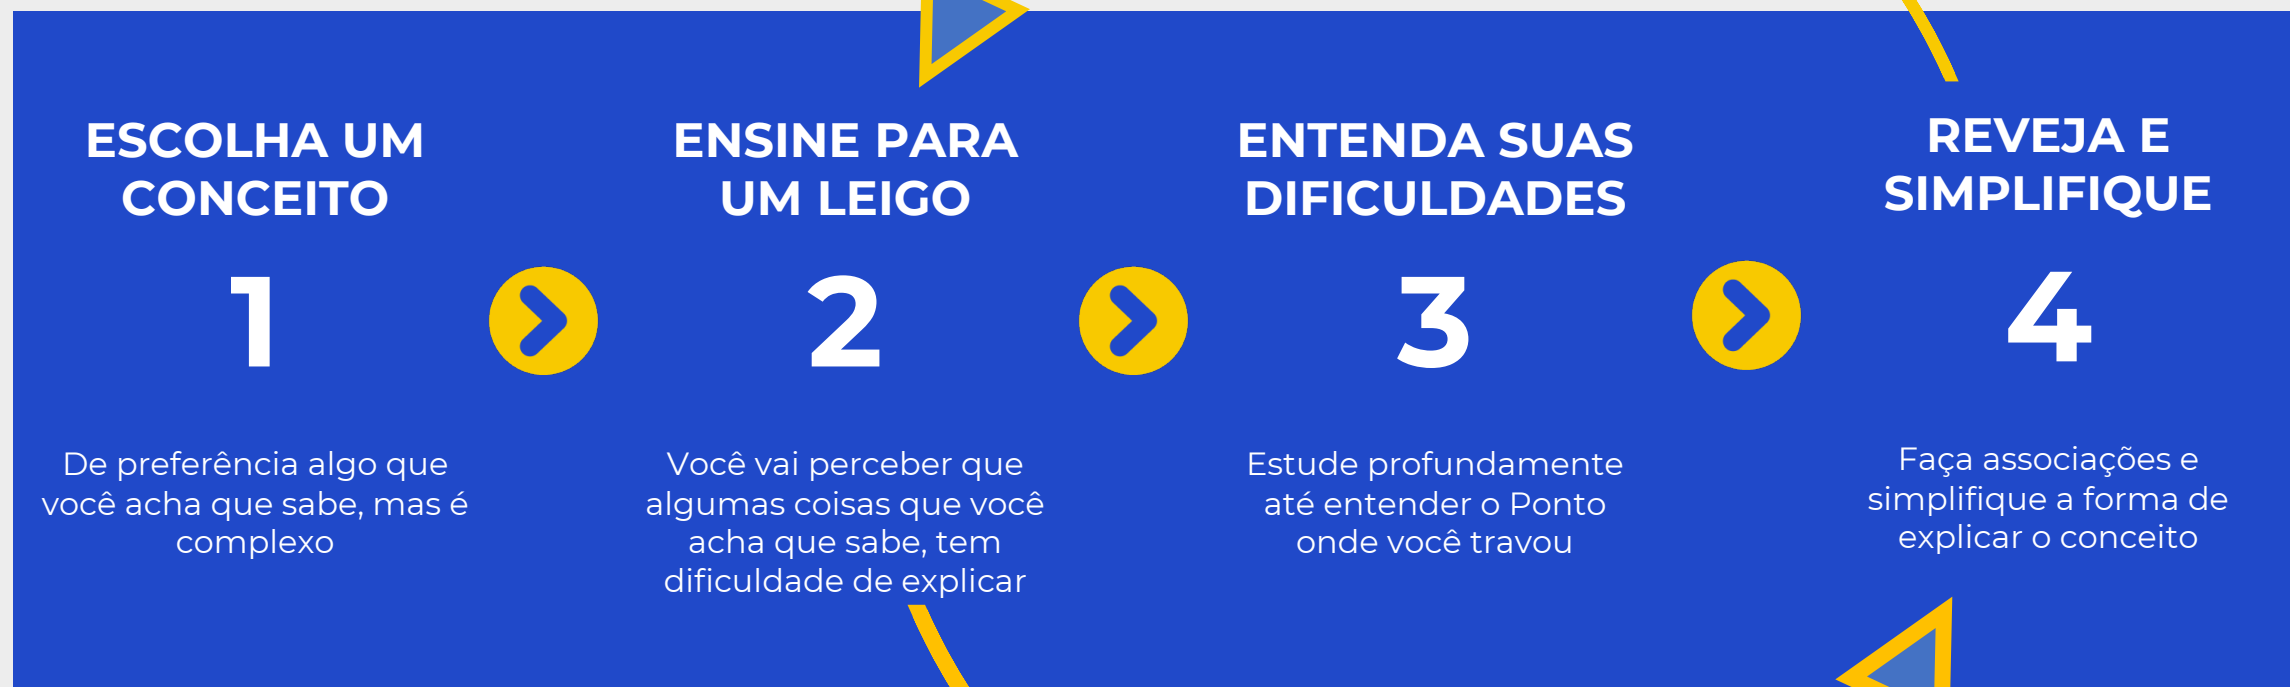 ESCOLHA UM
CONCEITO
1
De preferência algo que
você acha que sabe, mas é
complexo
ENSINE PARA
UM LEIGO
2
Você vai perceber que
algumas coisas que você
acha que sabe, tem
dificuldade de explicar
ENTENDA SUAS
DIFICULDADES
3
Estude profundamente
até entender o Ponto
onde você travou
REVEJA E
SIMPLIFIQUE
4
Faça associações e
simplifique a forma de
explicar o conceito